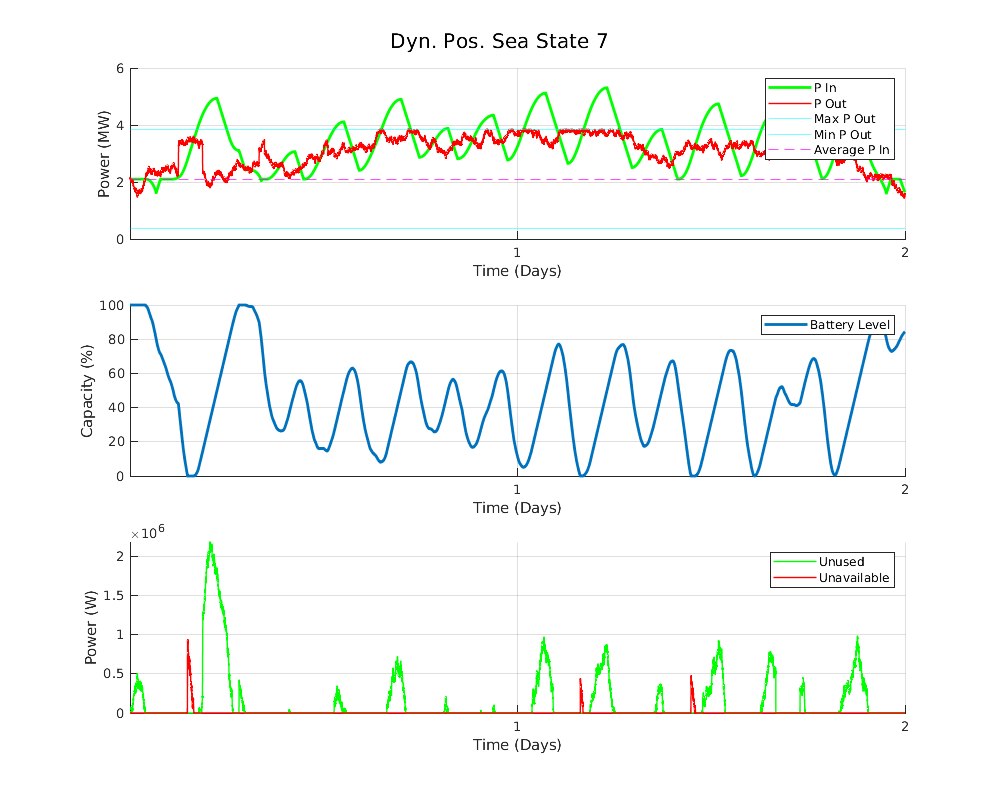 Dyn. Pos. Sea State 7
6
4
2
0
Power (MW)
P In
P Out
Max P Out
Min P Out
Average P In
1
2
Time (Days)
100
80
60
40
20
0
Capacity (%)
Battery Level
1
2
Time (Days)
×10⁶
2
1.5
1
0.5
0
Power (W)
Unused
Unavailable
1
2
Time (Days)